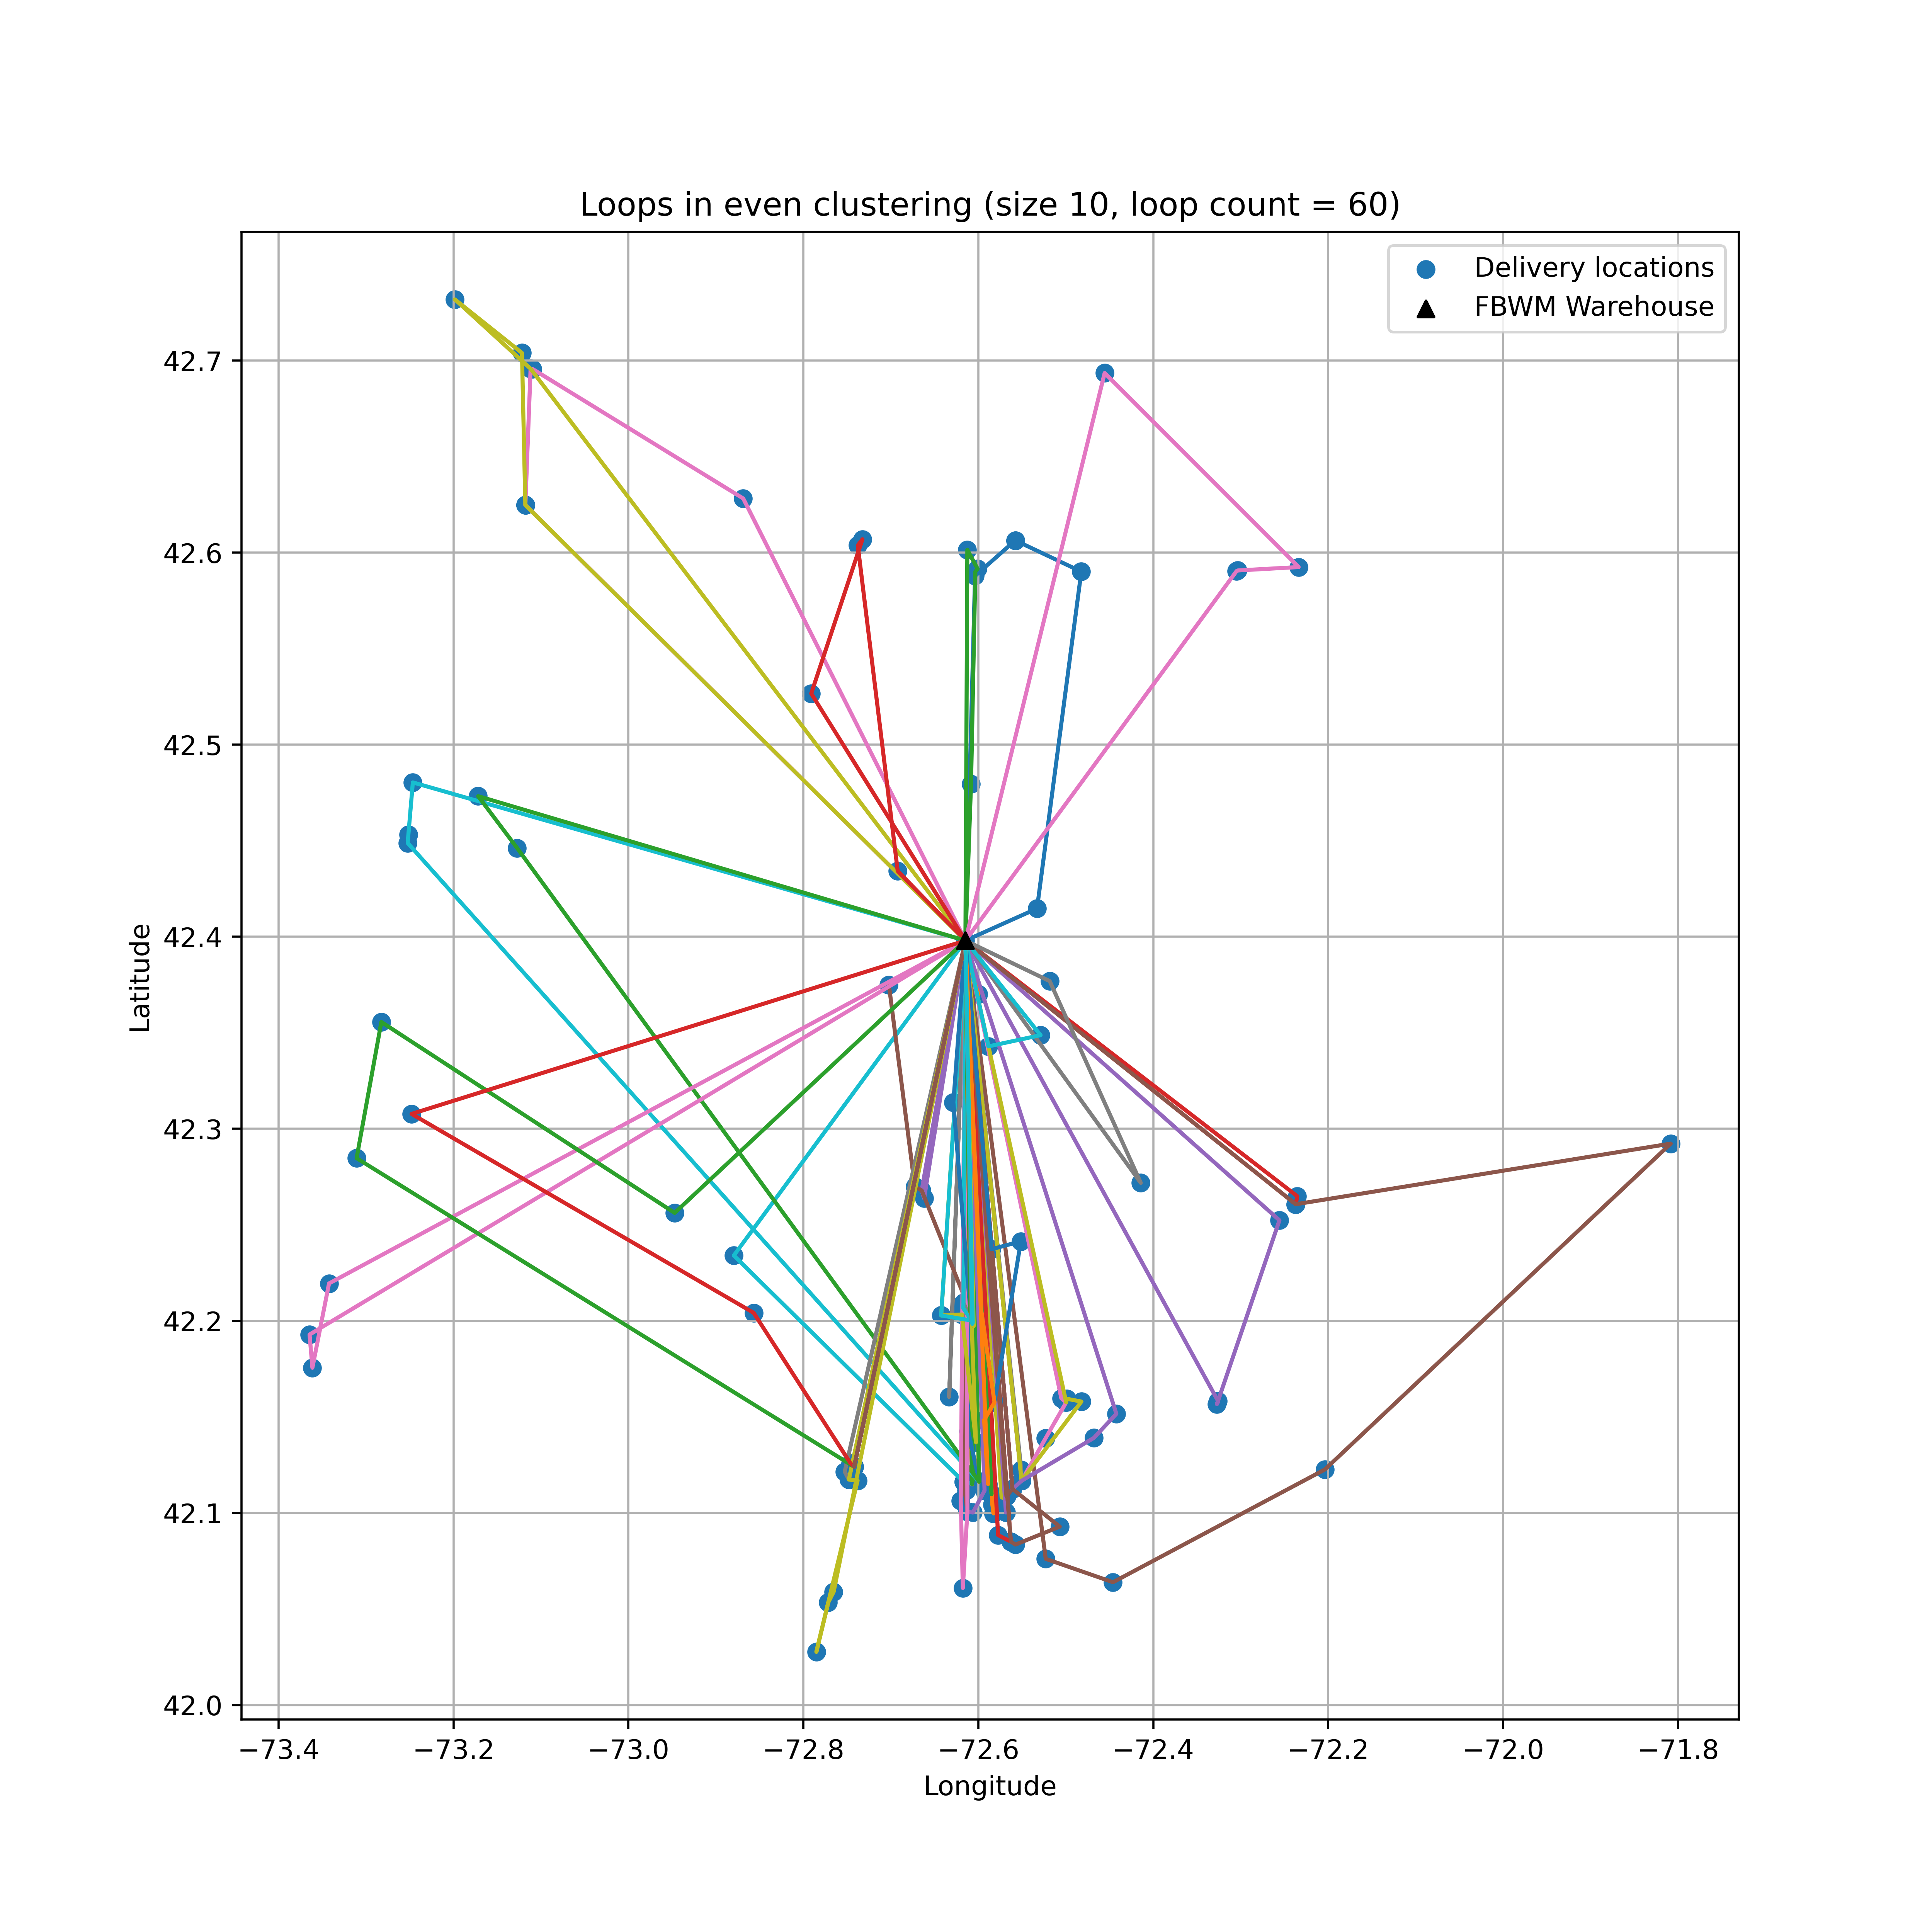 Loops in even clustering (size 10, loop count = 60)
Delivery locations
FBWM Warehouse
42.7
42.6
42.5
42.4
42.3
42.2
42.1
42.0
Latitude
−73.4 −73.2 −73.0 −72.8 −72.6 −72.4 −72.2 −72.0 −71.8
Longitude